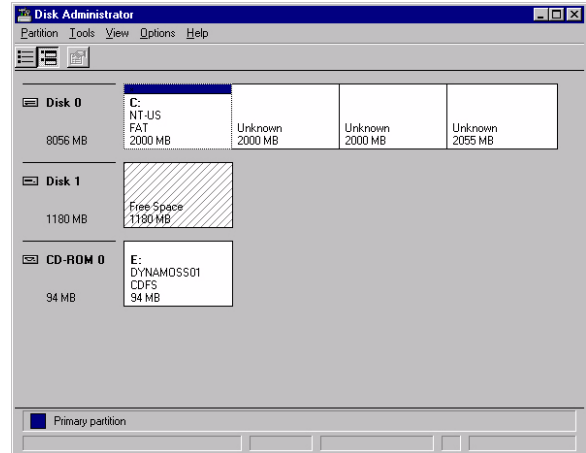 Disk Administrator
Partition Tools View Options Help
Disk 0
8056 MB
C:
NT-US
FAT
2000 MB
Unknown
2000 MB
Unknown
2000 MB
Unknown
2055 MB
Disk 1
1180 MB
Free Space
1180 MB
CD-ROM 0
94 MB
E:
DYNAMOSS01
CDFS
94 MB
Primary partition